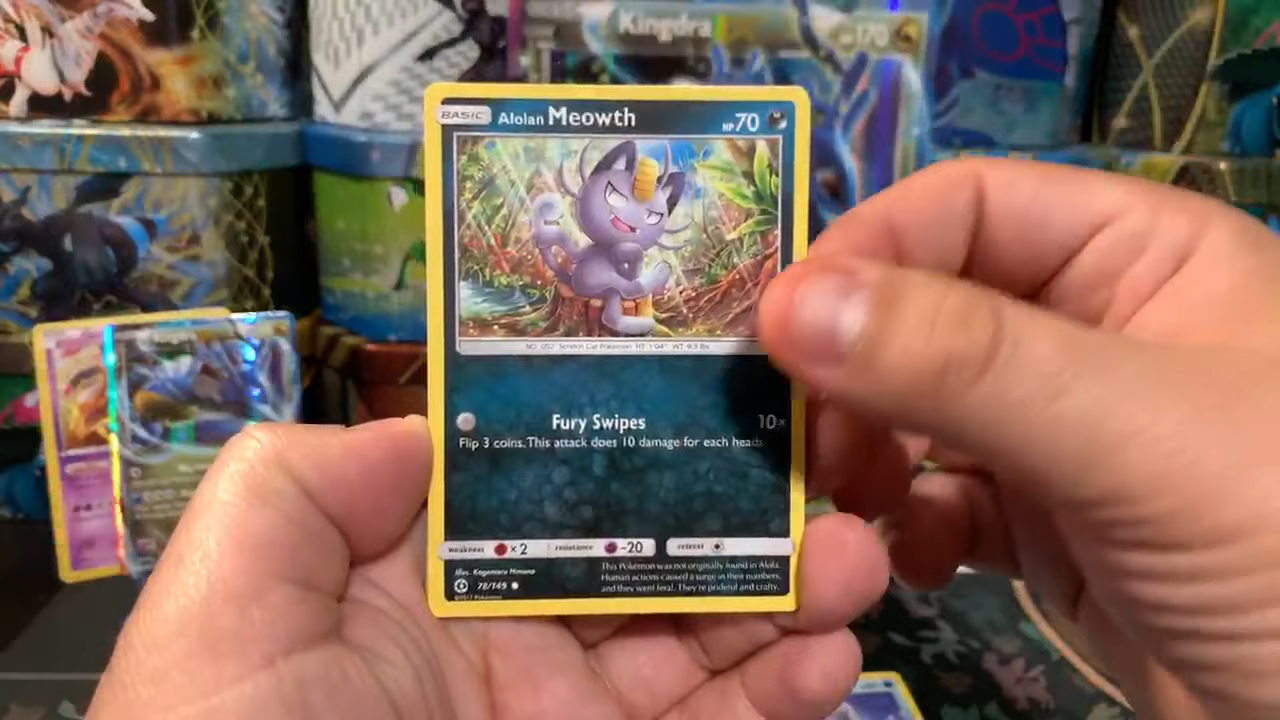 Kingdra 170
BASIC Alolan Meowth HP 70
NO. 052 Scratch Cat Pokémon HT: 1'04" WT: 9.3 lbs
Fury Swipes 10×
Flip 3 coins. This attack does 10 damage for each heads
weakness ×2 resistance -20 retreat
Illus. Kagemaru Himeno
This Pokémon was not originally found in Alola.
Human actions caused a surge in their numbers,
and they went feral. They're prideful and crafty.
78/149
©2017 Pokémon